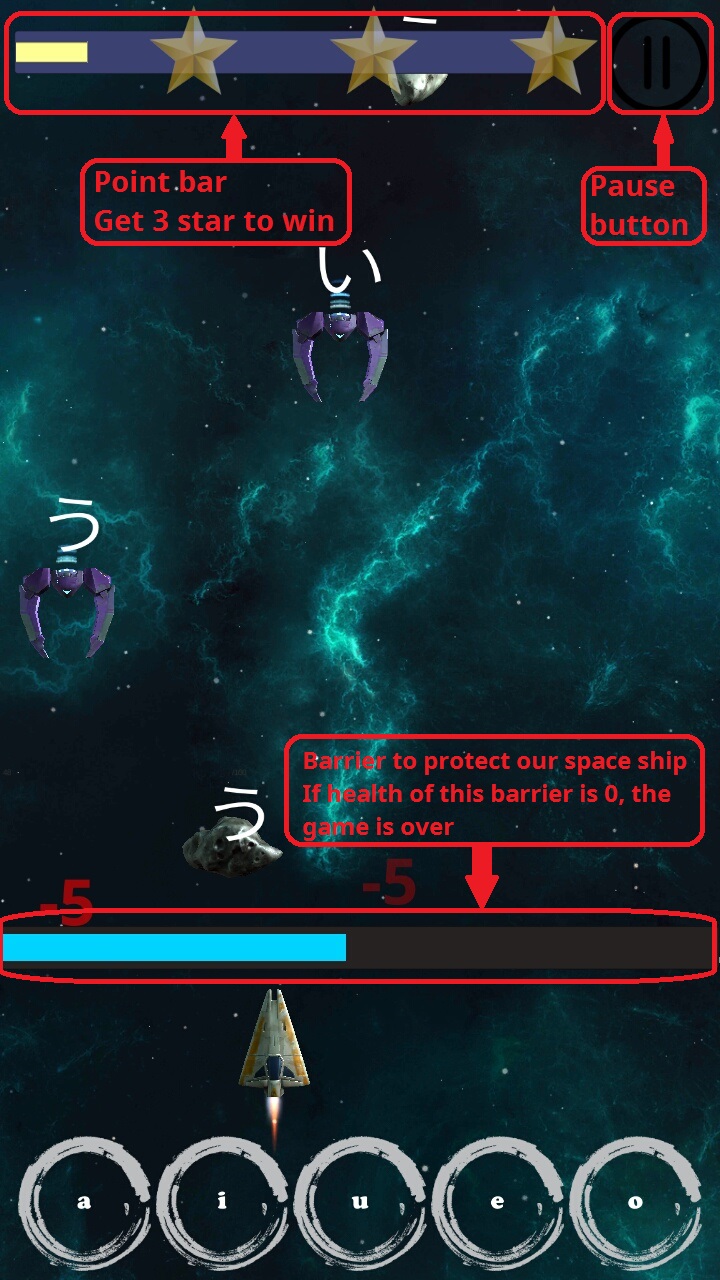 Point bar
Get 3 star to win
Pause
button
い
う
Barrier to protect our space ship
If health of this barrier is 0, the
game is over
う
-5
-5
a i u e o